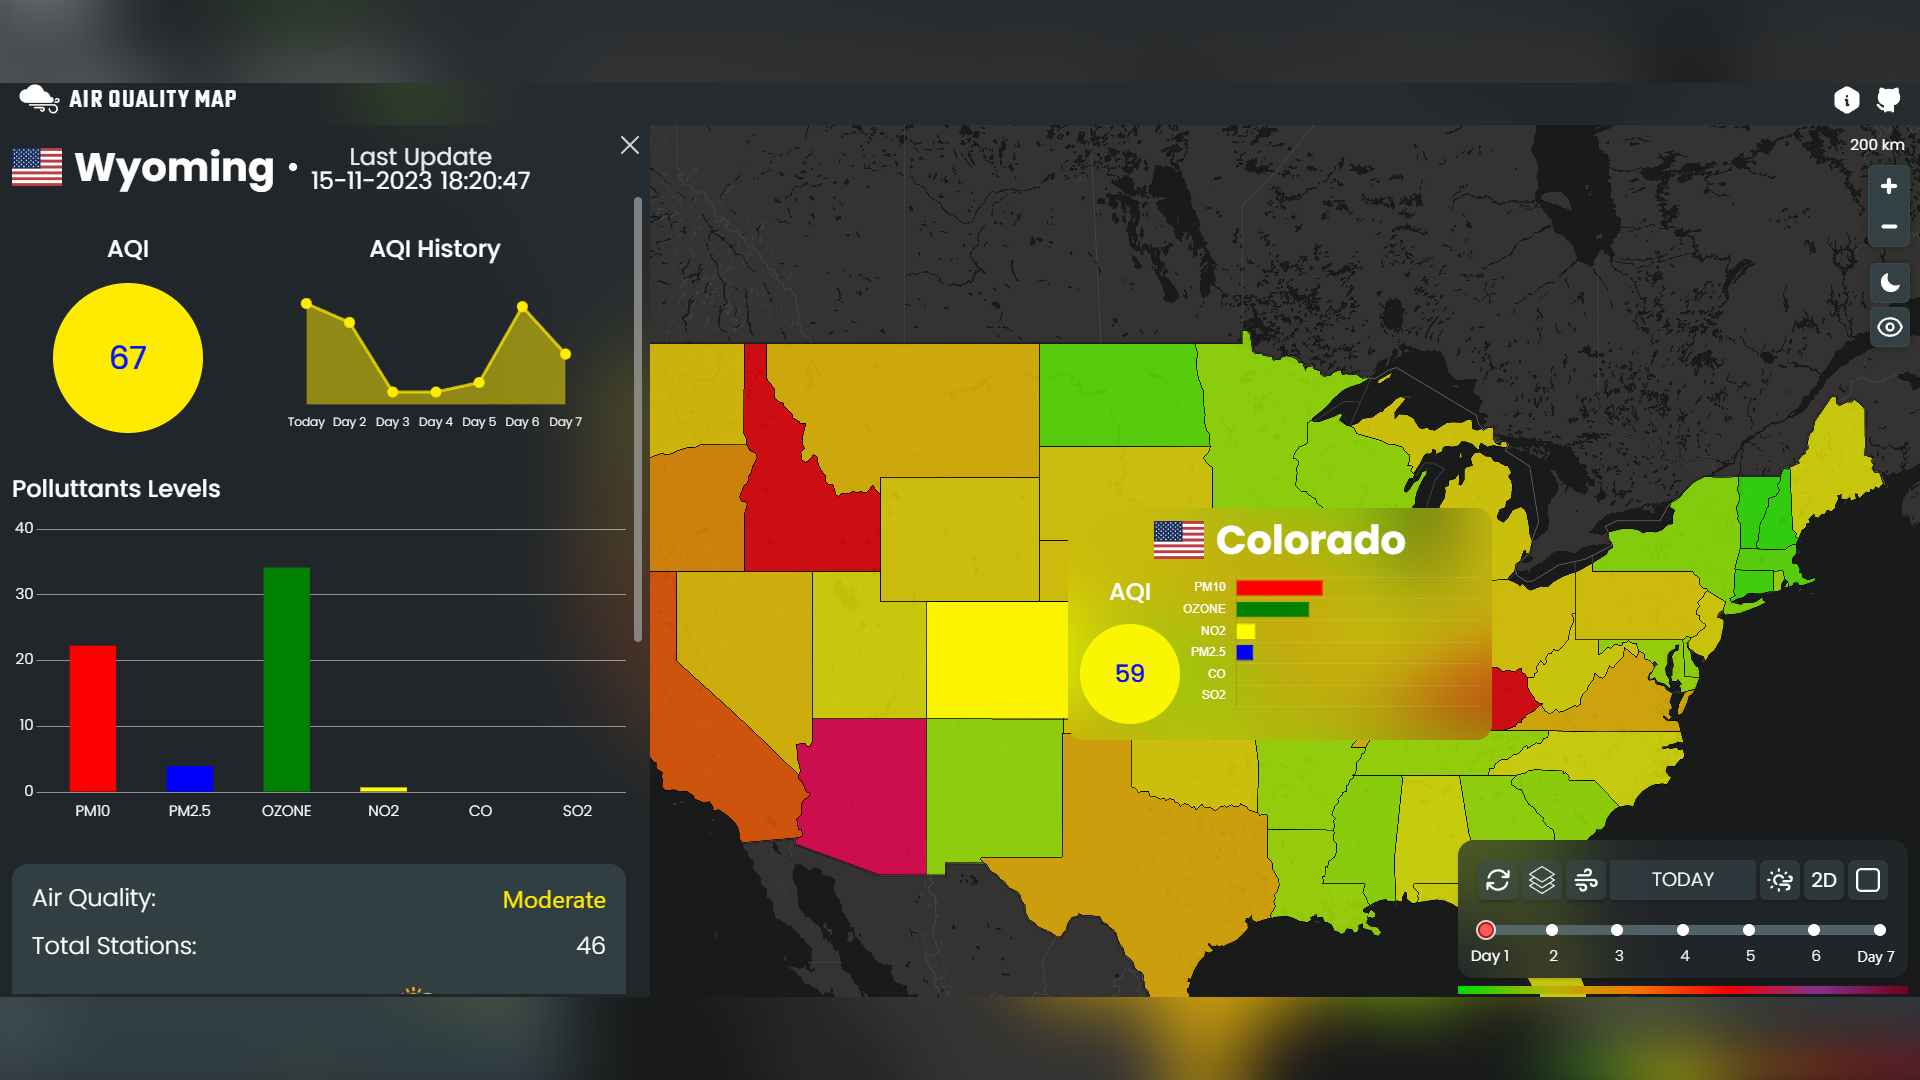 AIR QUALITY MAP
Wyoming •
Last Update
15-11-2023 18:20:47
AQI
67
AQI History
Today Day 2 Day 3 Day 4 Day 5 Day 6 Day 7
Polluttants Levels
40
30
20
10
0
PM10 PM2.5 OZONE NO2 CO SO2
Air Quality: Moderate
Total Stations: 46
200 km
+
−
Colorado
AQI
59
PM10
OZONE
NO2
PM2.5
CO
SO2
TODAY
2D
Day 1 2 3 4 5 6 Day 7